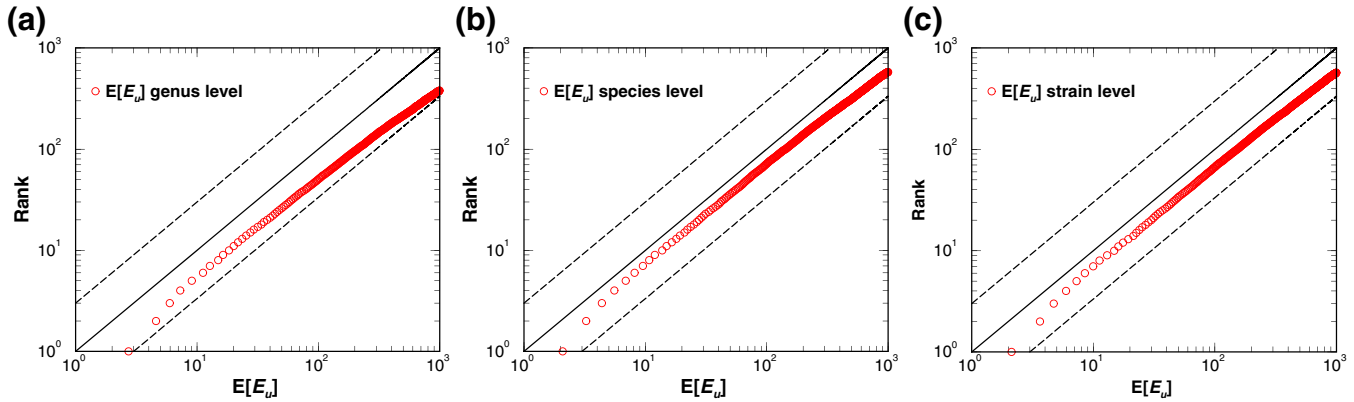 (a)
10³
10²
10¹
10⁰
Rank
E[Eᵤ] genus level
10⁰ 10¹ 10² 10³
E[Eᵤ]
(b)
10³
10²
10¹
10⁰
Rank
E[Eᵤ] species level
10⁰ 10¹ 10² 10³
E[Eᵤ]
(c)
10³
10²
10¹
10⁰
Rank
E[Eᵤ] strain level
10⁰ 10¹ 10² 10³
E[Eᵤ]